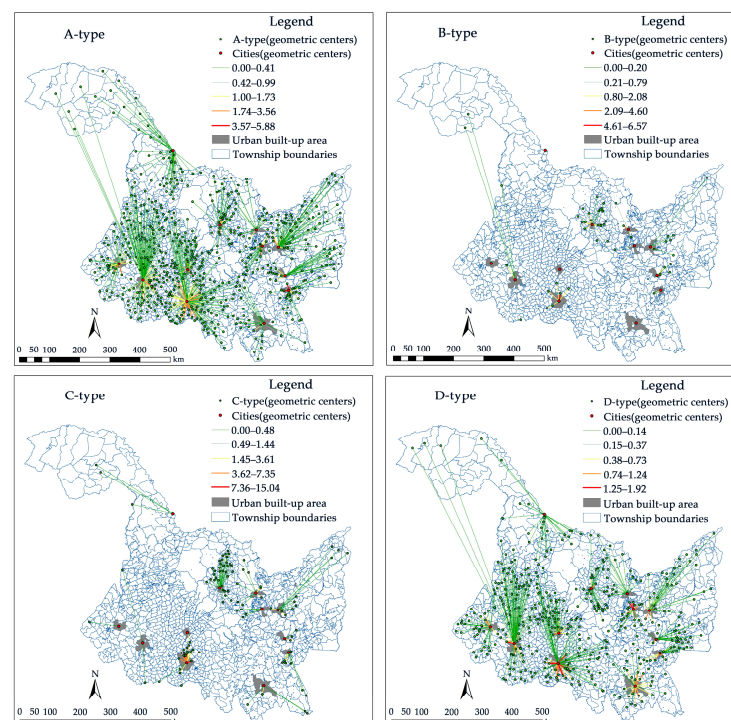 A-type
Legend
A-type(geometric centers)
Cities(geometric centers)
0.00–0.41
0.42–0.99
1.00–1.73
1.74–3.56
3.57–5.88
Urban built-up area
Township boundaries
N
0 50 100 200 300 400 500
km
B-type
Legend
B-type(geometric centers)
Cities(geometric centers)
0.00–0.20
0.21–0.79
0.80–2.08
2.09–4.60
4.61–6.57
Urban built-up area
Township boundaries
N
0 50 100 200 300 400 500
km
C-type
Legend
C-type(geometric centers)
Cities(geometric centers)
0.00–0.48
0.49–1.44
1.45–3.61
3.62–7.35
7.36–15.04
Urban built-up area
Township boundaries
N
0 50 100 200 300 400 500
D-type
Legend
D-type(geometric centers)
Cities(geometric centers)
0.00–0.14
0.15–0.37
0.38–0.73
0.74–1.24
1.25–1.92
Urban built-up area
Township boundaries
N
0 50 100 200 300 400 500